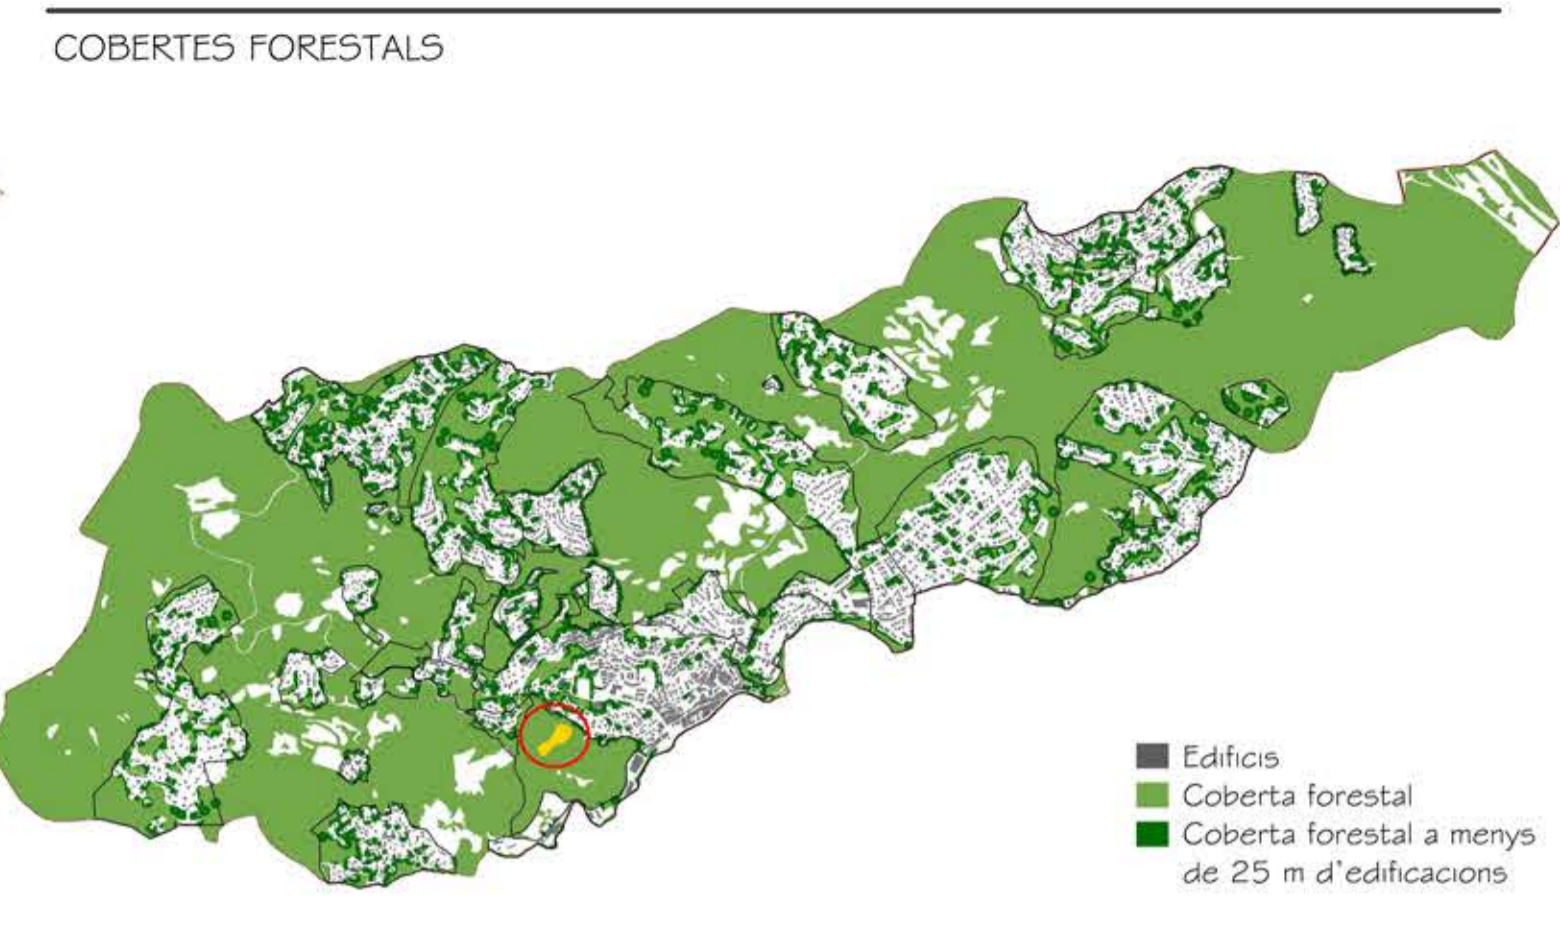 COBERTES FORESTALS
Edificis
Coberta forestal
Coberta forestal a menys
de 25 m d'edificacions